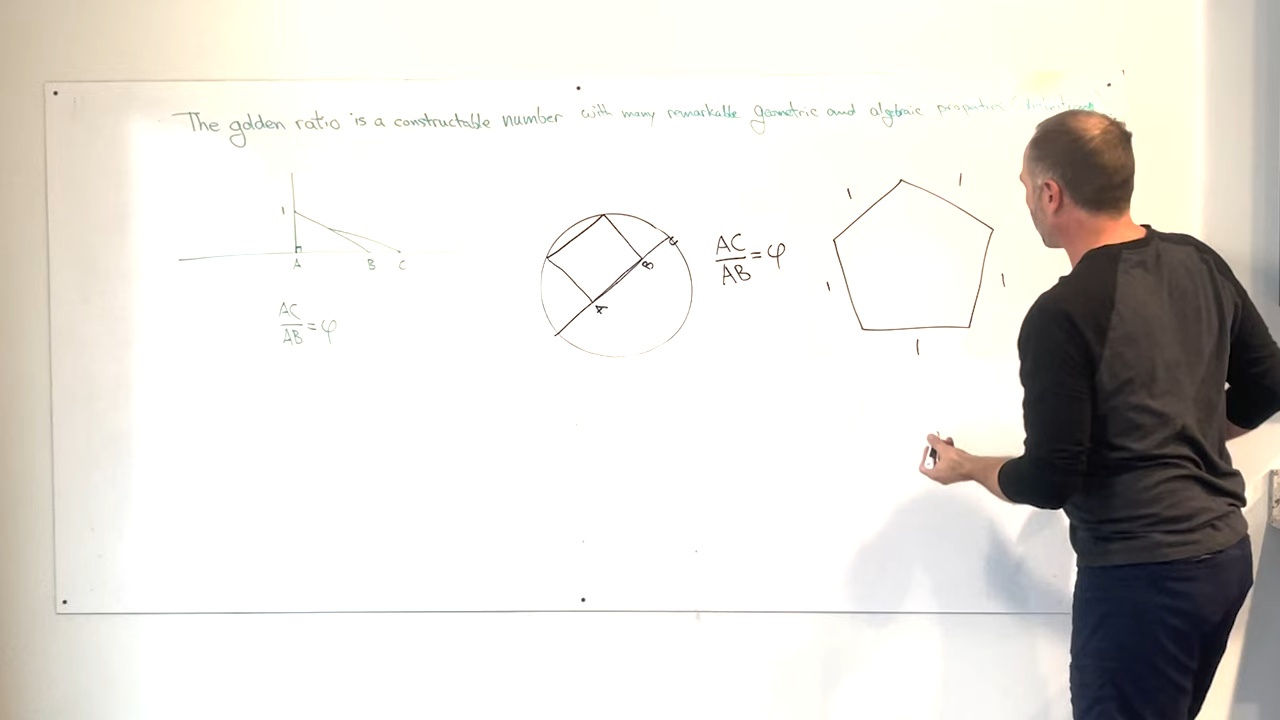 The golden ratio is a constructable number with many remarkable geometric and algebraic properties
1
A
B
C
AC
AB
=φ
A
B
C
AC
AB
=φ
1
1
1
1
1